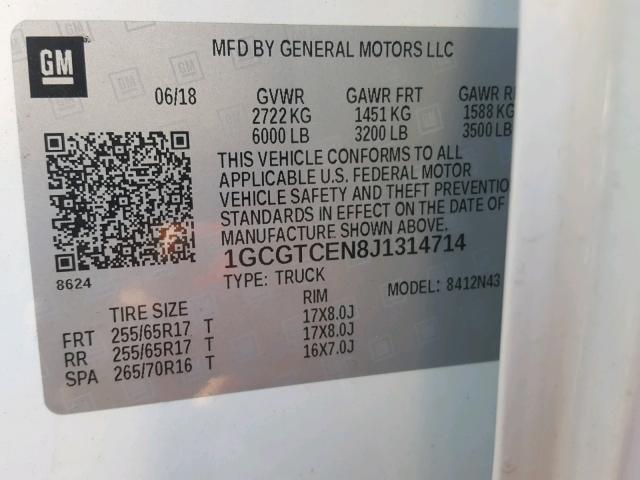 GM
MFD BY GENERAL MOTORS LLC
06/18 GVWR GAWR FRT GAWR
2722 KG 1451 KG 1588 KG
6000 LB 3200 LB 3500 LB
THIS VEHICLE CONFORMS TO ALL
APPLICABLE U.S. FEDERAL MOTOR
VEHICLE SAFETY AND THEFT PREVENTIO
STANDARDS IN EFFECT ON THE DATE OF
MANUFACTURE SHOWN ABOVE.
1GCGTCEN8J1314714
8624 TYPE: TRUCK MODEL: 8412N43
TIRE SIZE RIM
FRT 255/65R17 T 17X8.0J
RR 255/65R17 T 17X8.0J
SPA 265/70R16 T 16X7.0J